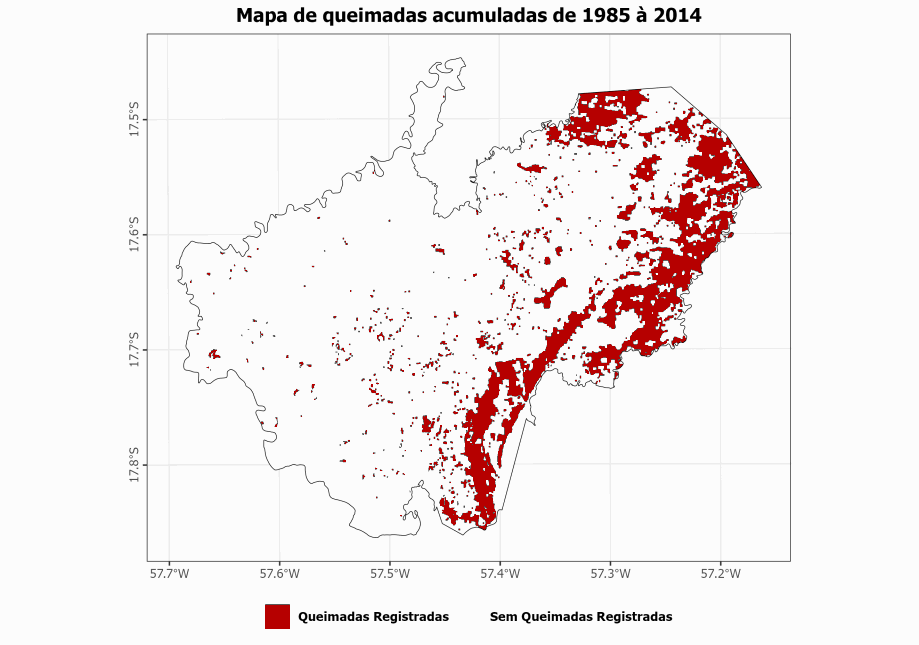 Mapa de queimadas acumuladas de 1985 à 2014
17.5°S
17.6°S
17.7°S
17.8°S
57.7°W 57.6°W 57.5°W 57.4°W 57.3°W 57.2°W
Queimadas Registradas Sem Queimadas Registradas